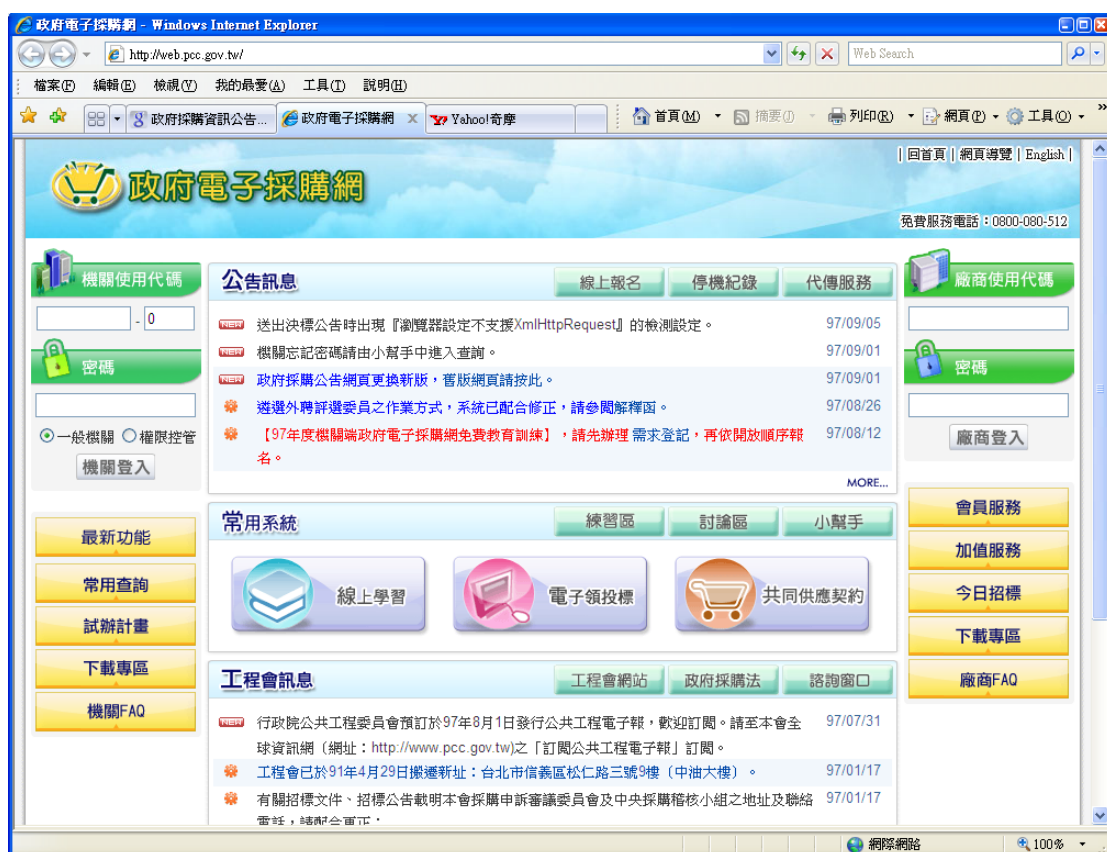 政府電子採購網 - Windows Internet Explorer
http://web.pcc.gov.tw/
Web Search
檔案(F) 編輯(E) 檢視(V) 我的最愛(A) 工具(T) 說明(H)
政府採購資訊公告... 政府電子採購網 Yahoo!奇摩 首頁(M) 摘要(J) 列印(R) 網頁(P) 工具(O)
| 回首頁 | 網頁導覽 | English |
政府電子採購網
免費服務電話：0800-080-512
機關使用代碼
- 0
密碼
一般機關 權限控管
機關登入
最新功能
常用查詢
試辦計畫
下載專區
機關FAQ
公告訊息 線上報名 停機紀錄 代傳服務
NEW 送出決標公告時出現『瀏覽器設定不支援XmlHttpRequest』的檢測設定。 97/09/05
NEW 機關忘記密碼請由小幫手中進入查詢。 97/09/01
NEW 政府採購公告網頁更換新版，舊版網頁請按此。 97/09/01
遴選外聘評選委員之作業方式，系統已配合修正，請參閱解釋函。 97/08/26
【97年度機關端政府電子採購網免費教育訓練】，請先辦理 需求登記，再依開放順序報 97/08/12
名。
MORE...
常用系統 練習區 討論區 小幫手
線上學習 電子領投標 共同供應契約
工程會訊息 工程會網站 政府採購法 諮詢窗口
NEW 行政院公共工程委員會預訂於97年8月1日發行公共工程電子報，歡迎訂閱。請至本會全 97/07/31
球資訊網（網址：http://www.pcc.gov.tw)之「訂閱公共工程電子報」訂閱。
工程會已於91年4月29日搬遷新址：台北市信義區松仁路三號9樓（中油大樓）。 97/01/17
有關招標文件、招標公告載明本會採購申訴審議委員會及中央採購稽核小組之地址及聯絡 97/01/17
電話，請配合更正：
廠商使用代碼
密碼
廠商登入
會員服務
加值服務
今日招標
下載專區
廠商FAQ
網際網路 100%